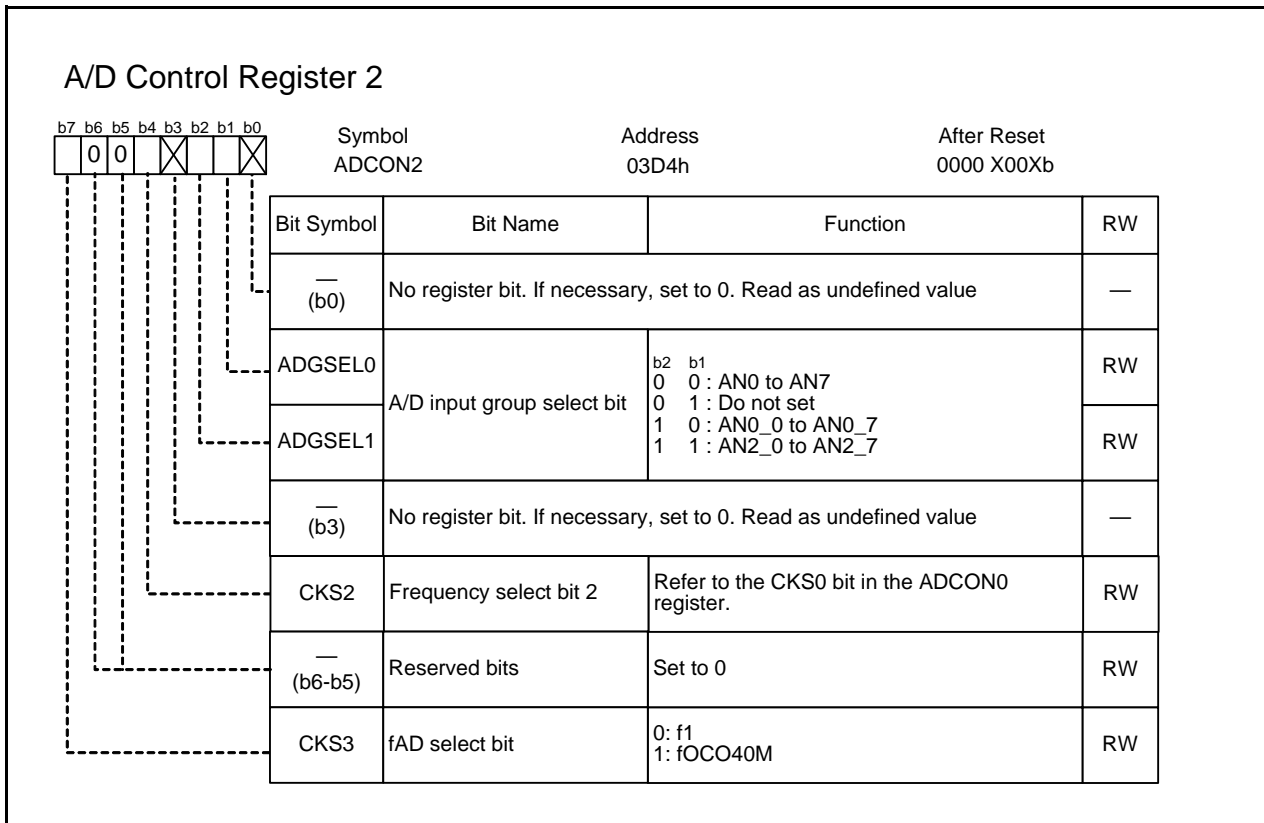 A/D Control Register 2
b7 b6 b5 b4 b3 b2 b1 b0
0 0
Symbol Address After Reset
ADCON2 03D4h 0000 X00Xb
Bit Symbol Bit Name Function RW
—
(b0) No register bit. If necessary, set to 0. Read as undefined value —
ADGSEL0 RW
ADGSEL1 RW
A/D input group select bit
b2 b1
0 0 : AN0 to AN7
0 1 : Do not set
1 0 : AN0_0 to AN0_7
1 1 : AN2_0 to AN2_7
—
(b3) No register bit. If necessary, set to 0. Read as undefined value —
CKS2 Frequency select bit 2 Refer to the CKS0 bit in the ADCON0
register. RW
—
(b6-b5) Reserved bits Set to 0 RW
CKS3 fAD select bit 0: f1
1: fOCO40M RW